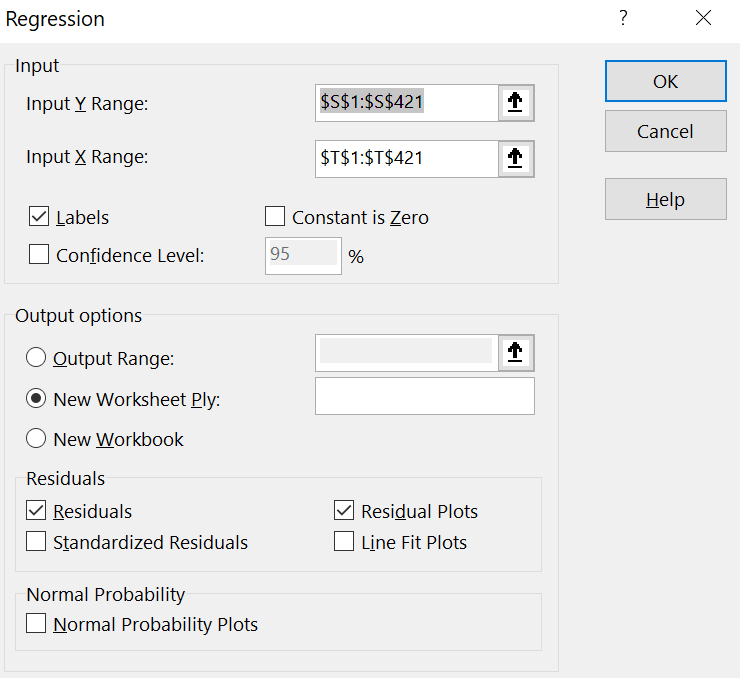 Regression
?
Input
OK
Input Y Range:
$S$1:$S$421
Cancel
Input X Range:
$T$1:$T$421
Help
Labels
Constant is Zero
Confidence Level:
95
%
Output options
Output Range:
New Worksheet Ply:
New Workbook
Residuals
Residuals
Residual Plots
Standardized Residuals
Line Fit Plots
Normal Probability
Normal Probability Plots